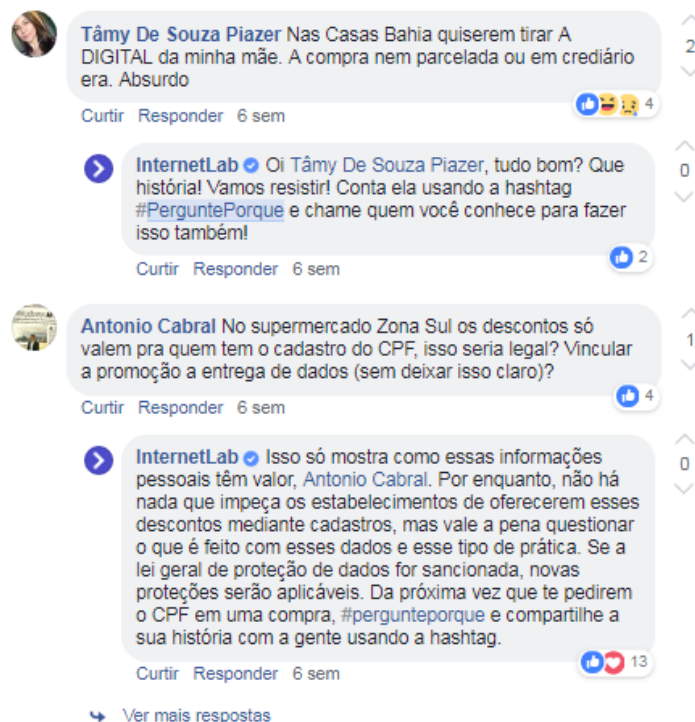 Tâmy De Souza Piazer Nas Casas Bahia quiserem tirar A
DIGITAL da minha mãe. A compra nem parcelada ou em crediário
era. Absurdo
4
Curtir Responder 6 sem
2
InternetLab Oi Tâmy De Souza Piazer, tudo bom? Que
história! Vamos resistir! Conta ela usando a hashtag
#PerguntePorque e chame quem você conhece para fazer
isso também!
2
Curtir Responder 6 sem
0
Antonio Cabral No supermercado Zona Sul os descontos só
valem pra quem tem o cadastro do CPF, isso seria legal? Vincular
a promoção a entrega de dados (sem deixar isso claro)?
4
Curtir Responder 6 sem
1
InternetLab Isso só mostra como essas informações
pessoais têm valor, Antonio Cabral. Por enquanto, não há
nada que impeça os estabelecimentos de oferecerem esses
descontos mediante cadastros, mas vale a pena questionar
o que é feito com esses dados e esse tipo de prática. Se a
lei geral de proteção de dados for sancionada, novas
proteções serão aplicáveis. Da próxima vez que te pedirem
o CPF em uma compra, #pergunteporque e compartilhe a
sua história com a gente usando a hashtag.
13
Curtir Responder 6 sem
0
Ver mais respostas